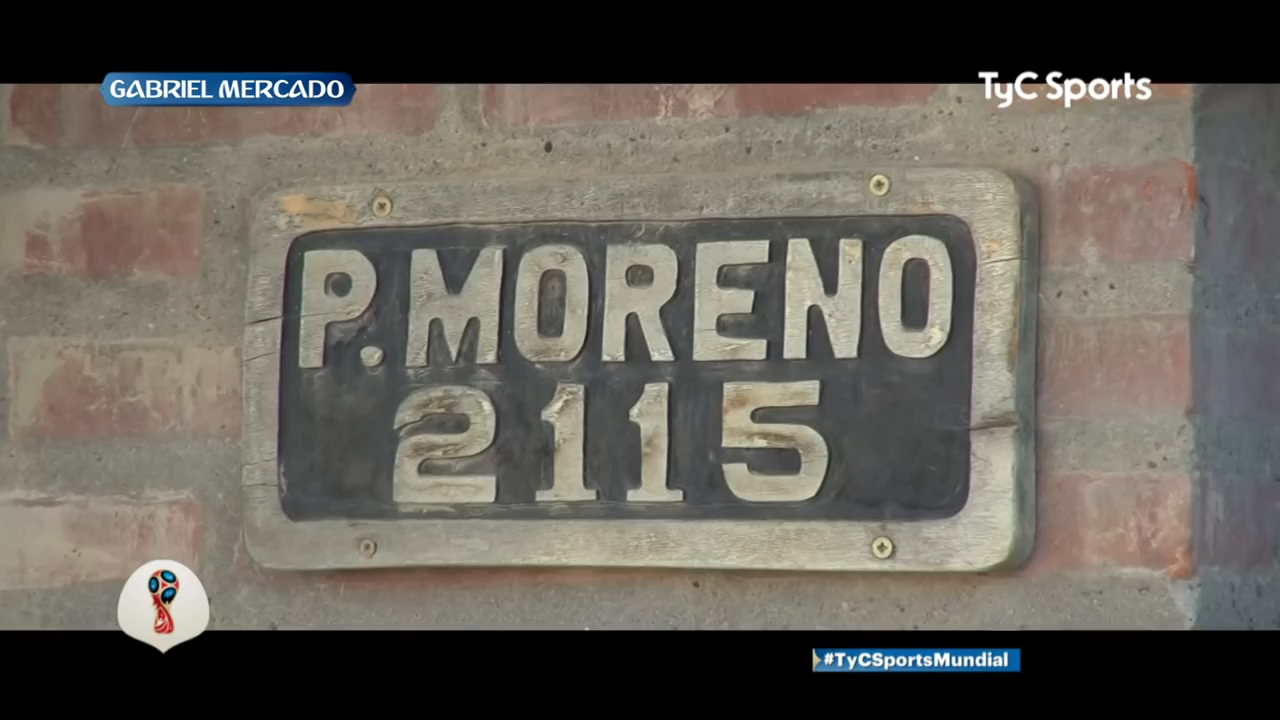 GABRIEL MERCADO
TyC Sports
P. MORENO
2115
#TyCSportsMundial